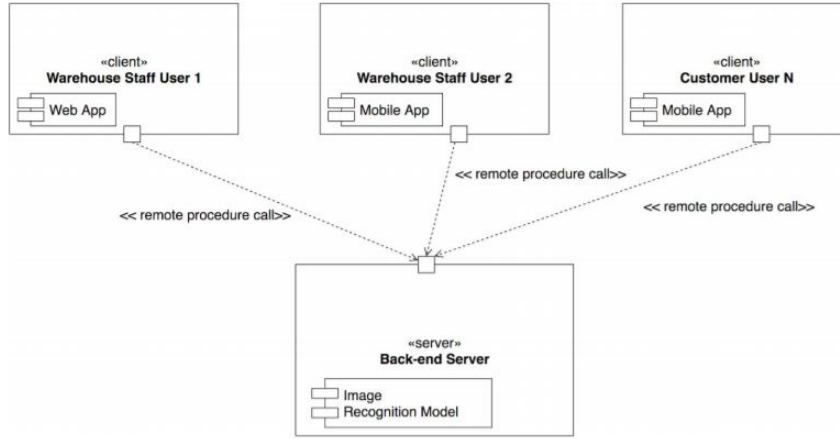 «client»
Warehouse Staff User 1
Web App
«client»
Warehouse Staff User 2
Mobile App
«client»
Customer User N
Mobile App
<< remote procedure call>>
<< remote procedure call>>
<< remote procedure call>>
«server»
Back-end Server
Image
Recognition Model